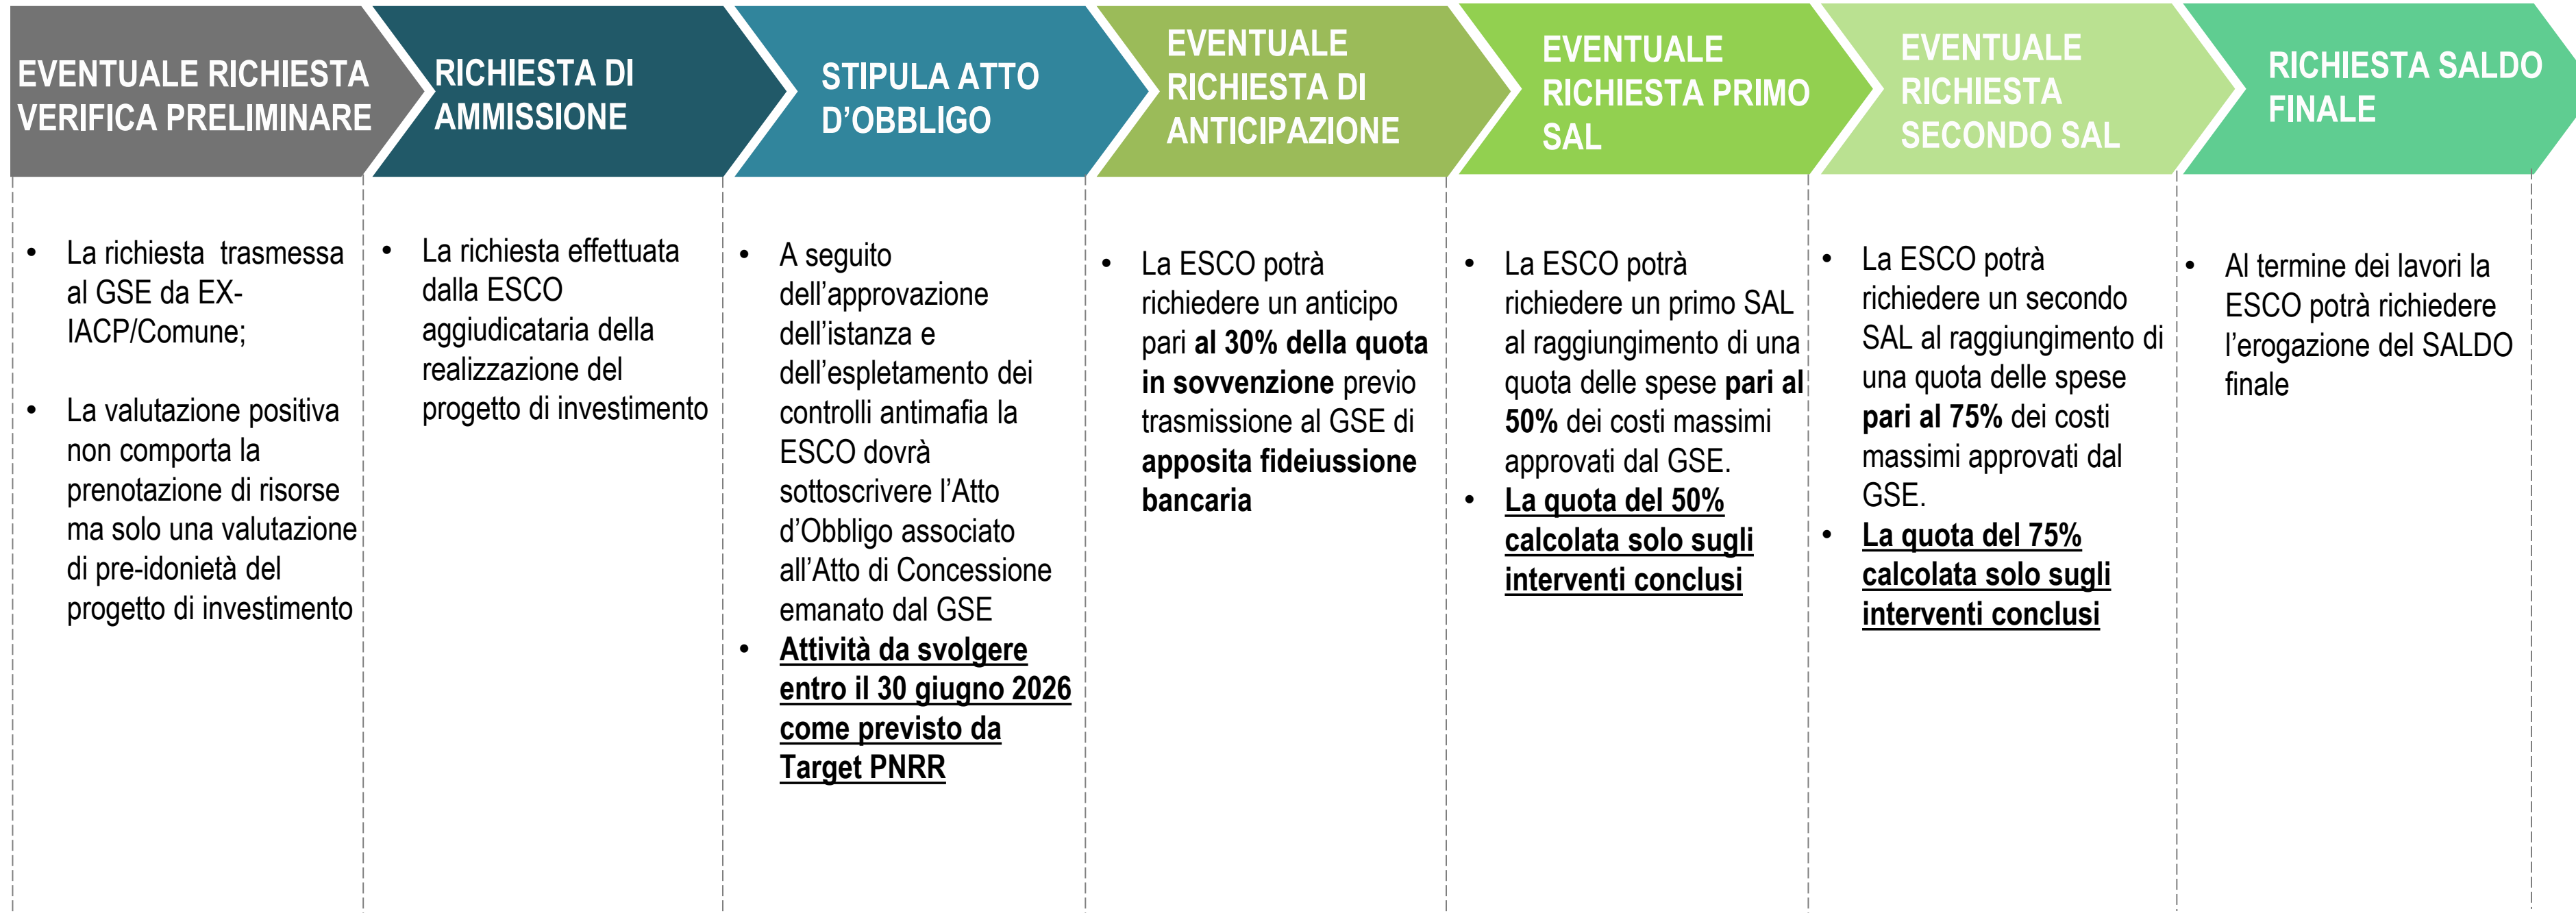 EVENTUALE RICHIESTA
VERIFICA PRELIMINARE
RICHIESTA DI
AMMISSIONE
STIPULA ATTO
D’OBBLIGO
EVENTUALE
RICHIESTA DI
ANTICIPAZIONE
EVENTUALE
RICHIESTA PRIMO
SAL
EVENTUALE
RICHIESTA
SECONDO SAL
RICHIESTA SALDO
FINALE
• La richiesta trasmessa
al GSE da EX-
IACP/Comune;
• La valutazione positiva
non comporta la
prenotazione di risorse
ma solo una valutazione
di pre-idonietà del
progetto di investimento
• La richiesta effettuata
dalla ESCO
aggiudicataria della
realizzazione del
progetto di investimento
• A seguito
dell’approvazione
dell’istanza e
dell’espletamento dei
controlli antimafia la
ESCO dovrà
sottoscrivere l’Atto
d’Obbligo associato
all’Atto di Concessione
emanato dal GSE
• Attività da svolgere
entro il 30 giugno 2026
come previsto da
Target PNRR
• La ESCO potrà
richiedere un anticipo
pari al 30% della quota
in sovvenzione previo
trasmissione al GSE di
apposita fideiussione
bancaria
• La ESCO potrà
richiedere un primo SAL
al raggiungimento di una
quota delle spese pari al
50% dei costi massimi
approvati dal GSE.
• La quota del 50%
calcolata solo sugli
interventi conclusi
• La ESCO potrà
richiedere un secondo
SAL al raggiungimento di
una quota delle spese
pari al 75% dei costi
massimi approvati dal
GSE.
• La quota del 75%
calcolata solo sugli
interventi conclusi
• Al termine dei lavori la
ESCO potrà richiedere
l’erogazione del SALDO
finale